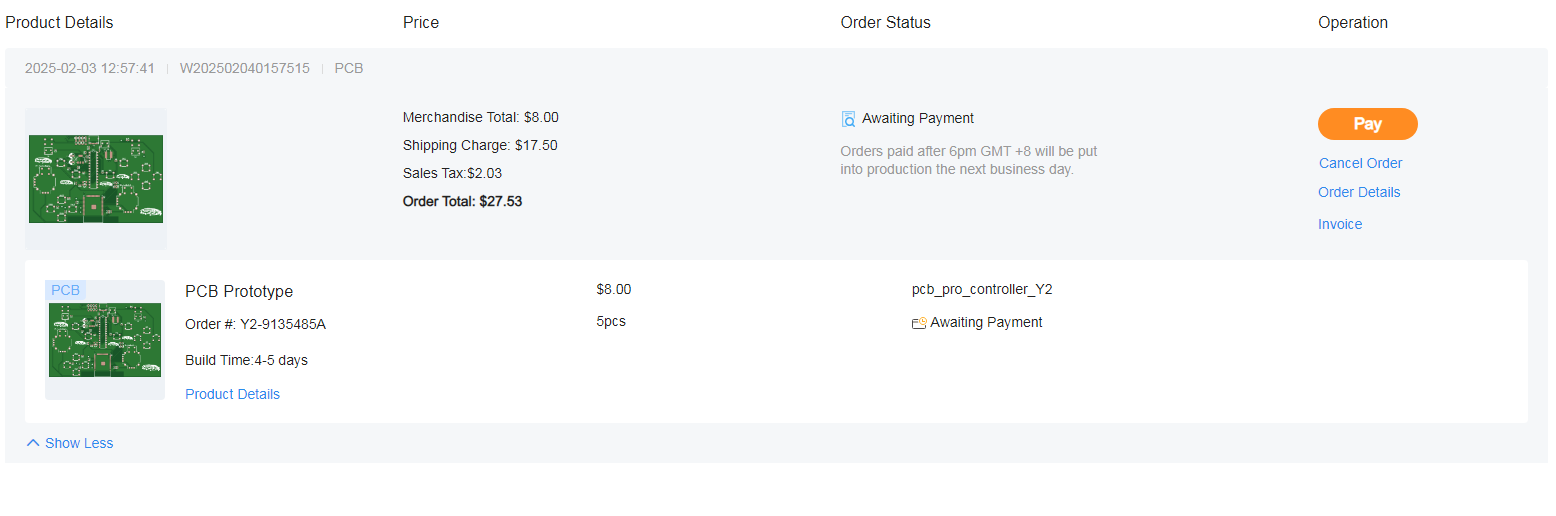 Product Details Price Order Status Operation
2025-02-03 12:57:41 | W202502040157515 | PCB
Merchandise Total: $8.00
Shipping Charge: $17.50
Sales Tax:$2.03
Order Total: $27.53
Awaiting Payment
Orders paid after 6pm GMT +8 will be put
into production the next business day.
Pay
Cancel Order
Order Details
Invoice
PCB
PCB Prototype
Order #: Y2-9135485A
Build Time:4-5 days
Product Details
$8.00
5pcs
pcb_pro_controller_Y2
Awaiting Payment
Show Less